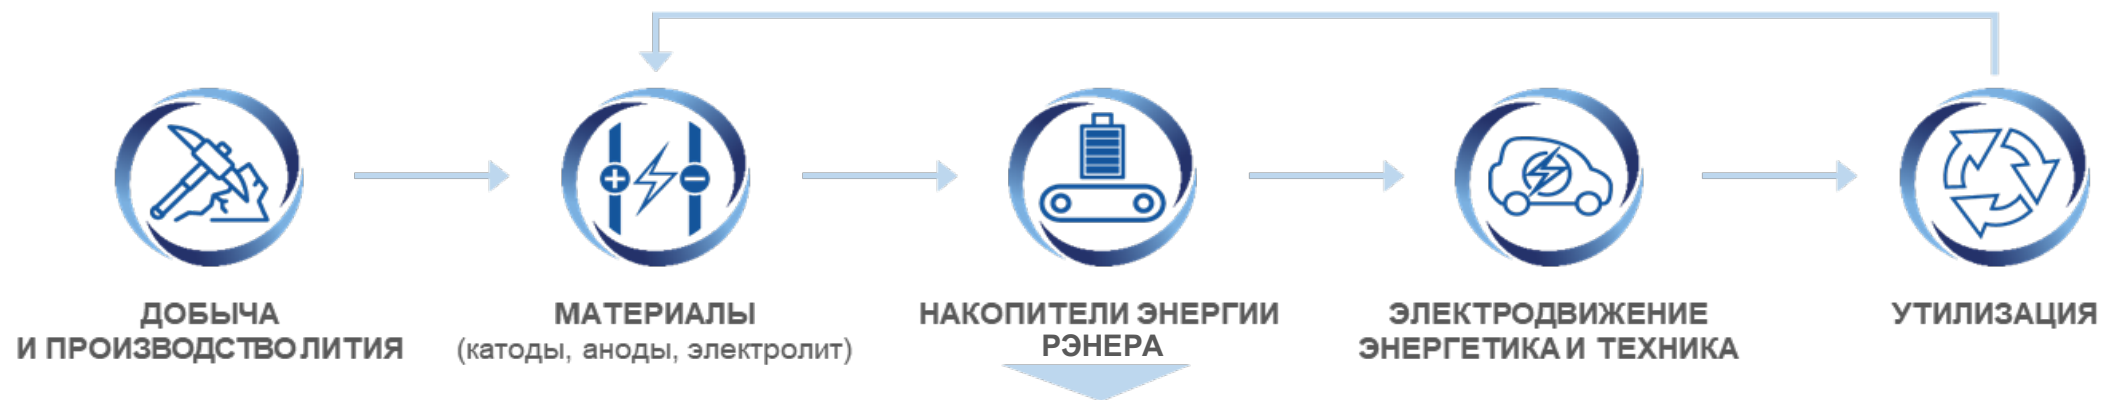 ДОБЫЧА
И ПРОИЗВОДСТВО ЛИТИЯ
МАТЕРИАЛЫ
(катоды, аноды, электролит)
НАКОПИТЕЛИ ЭНЕРГИИ
РЭНЕРА
ЭЛЕКТРОДВИЖЕНИЕ
ЭНЕРГЕТИКА И ТЕХНИКА
УТИЛИЗАЦИЯ